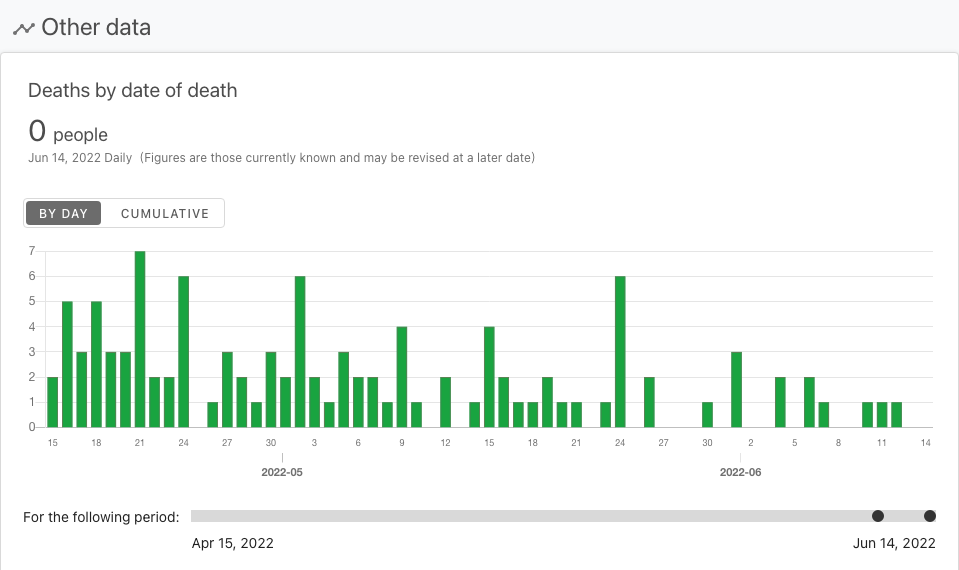 Other data
Deaths by date of death
0 people
Jun 14, 2022 Daily (Figures are those currently known and may be revised at a later date)
BY DAY CUMULATIVE
7
6
5
4
3
2
1
0
15 18 21 24 27 30 3 6 9 12 15 18 21 24 27 30 2 5 8 11 14
2022-05 2022-06
For the following period:
Apr 15, 2022 Jun 14, 2022